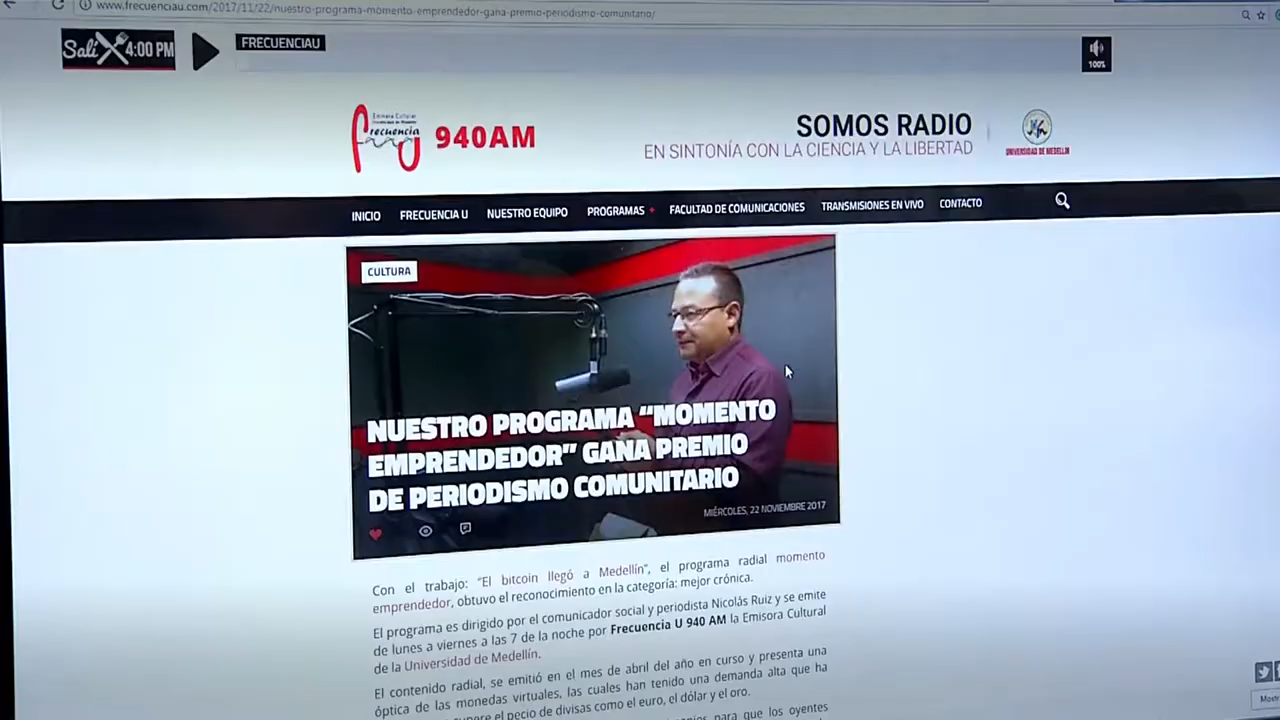 www.frecuenciau.com/2017/11/22/nuestro-programa-momento-emprendedor-gana-premio-periodismo-comunitario/
Sali 4:00 PM
FRECUENCIAU
100%
Emisora Cultural
frecuencia
940AM
SOMOS RADIO
EN SINTONÍA CON LA CIENCIA Y LA LIBERTAD
UNIVERSIDAD DE MEDELLIN
INICIO FRECUENCIA U NUESTRO EQUIPO PROGRAMAS + FACULTAD DE COMUNICACIONES TRANSMISIONES EN VIVO CONTACTO
CULTURA
NUESTRO PROGRAMA “MOMENTO
EMPRENDEDOR” GANA PREMIO
DE PERIODISMO COMUNITARIO
MIÉRCOLES, 22 NOVIEMBRE 2017
Con el trabajo: “El bitcoin llegó a Medellín”, el programa radial momento
emprendedor, obtuvo el reconocimiento en la categoría: mejor crónica.
El programa es dirigido por el comunicador social y periodista Nicolás Ruiz y se emite
de lunes a viernes a las 7 de la noche por Frecuencia U 940 AM la Emisora Cultural
de la Universidad de Medellín.
El contenido radial, se emitió en el mes de abril del año en curso y presenta una
óptica de las monedas virtuales, las cuales han tenido una demanda alta que ha
el pecio de divisas como el euro, el dólar y el oro.
para que los oyentes